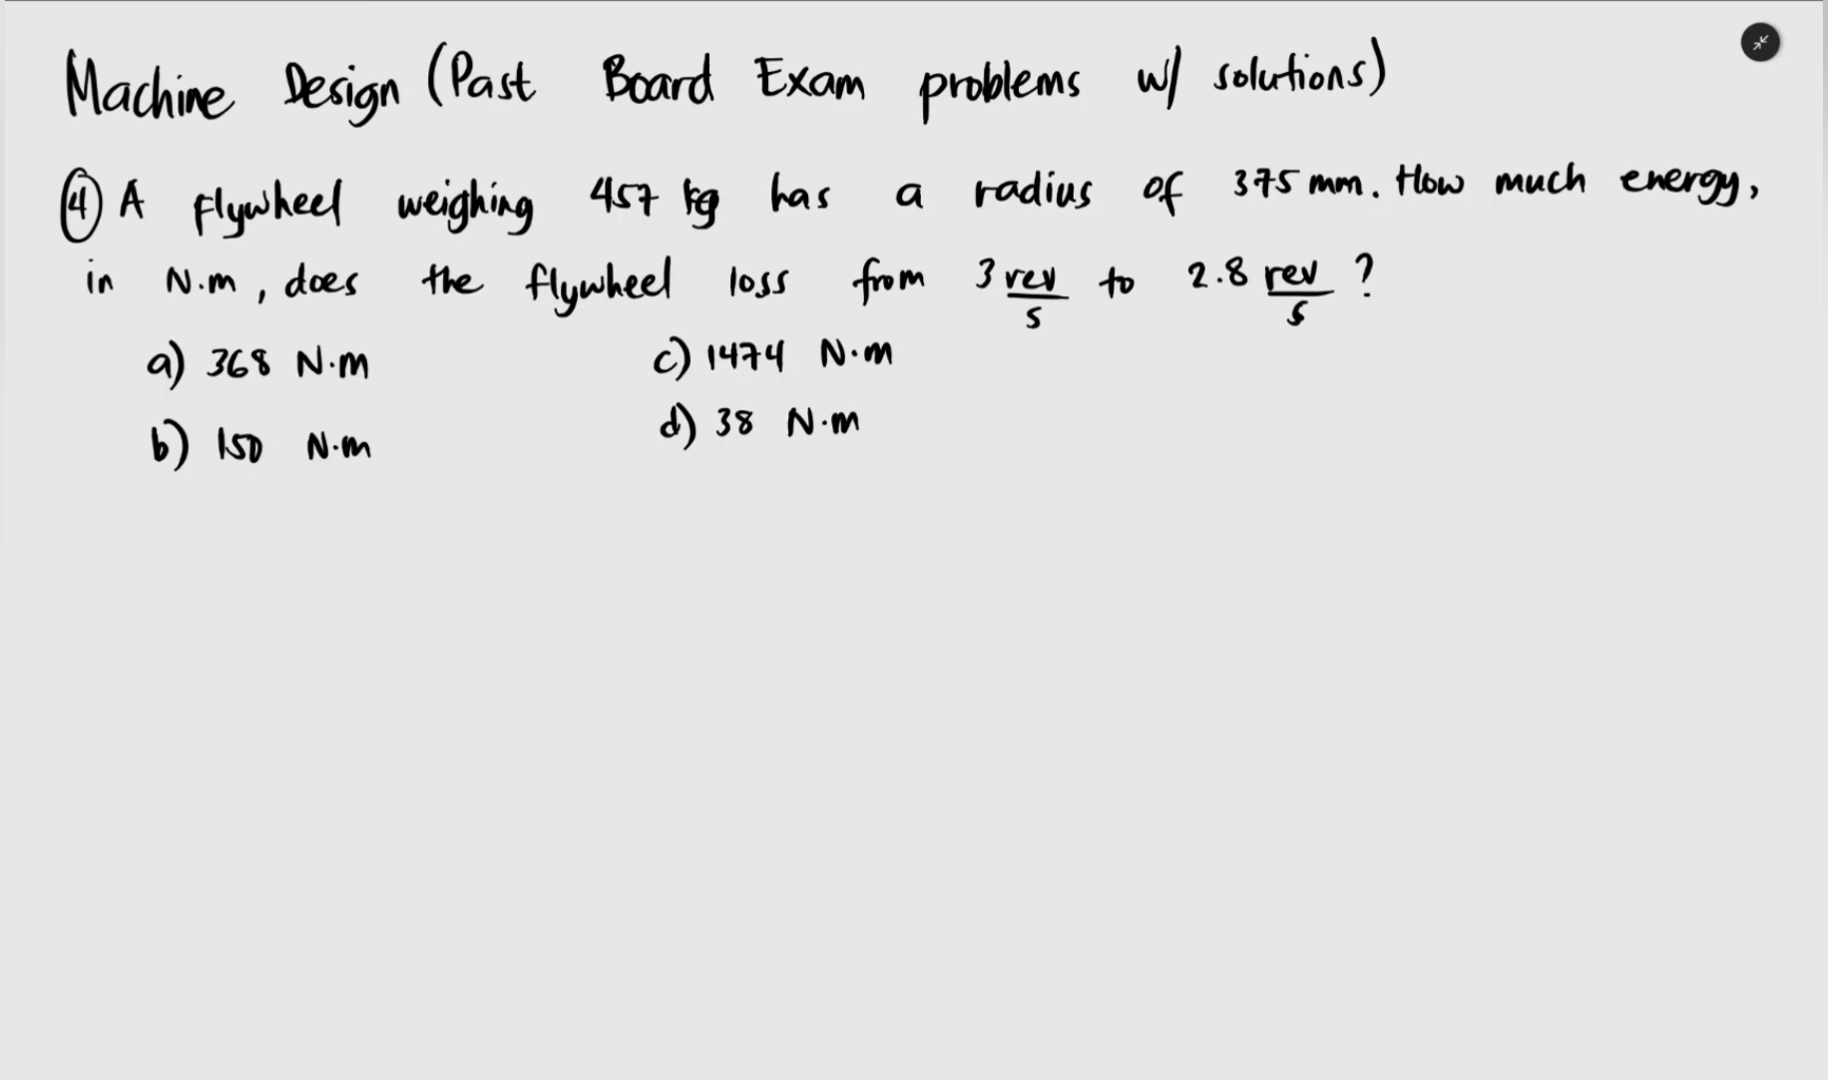 Machine Design (Past Board Exam problems w/ solutions)
④ A flywheel weighing 457 kg has a radius of 375 mm. How much energy,
in N.m, does the flywheel loss from 3 rev/s to 2.8 rev/s ?
a) 368 N·m c) 1474 N·m
b) 150 N·m d) 38 N·m